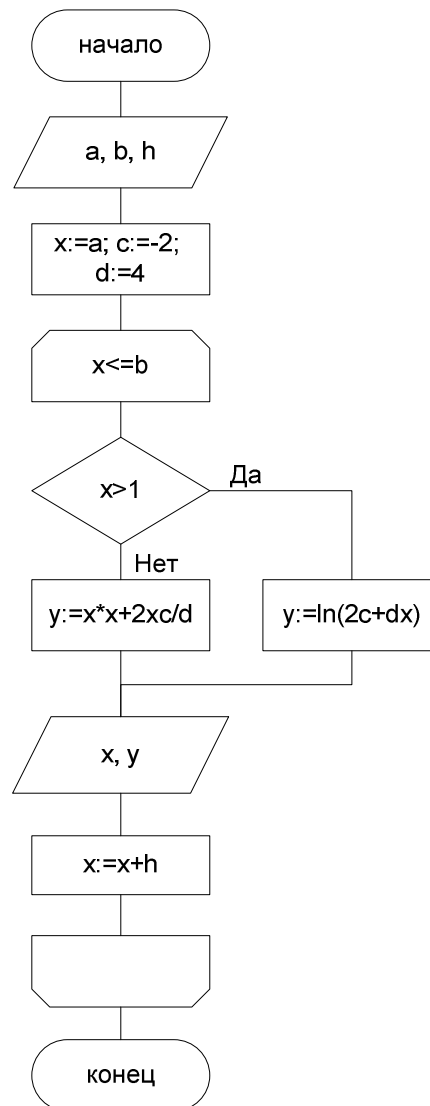 начало
a, b, h
x:=a; c:=-2;
d:=4
x<=b
x>1
Да
Нет
y:=x*x+2xc/d
y:=ln(2c+dx)
x, y
x:=x+h
конец